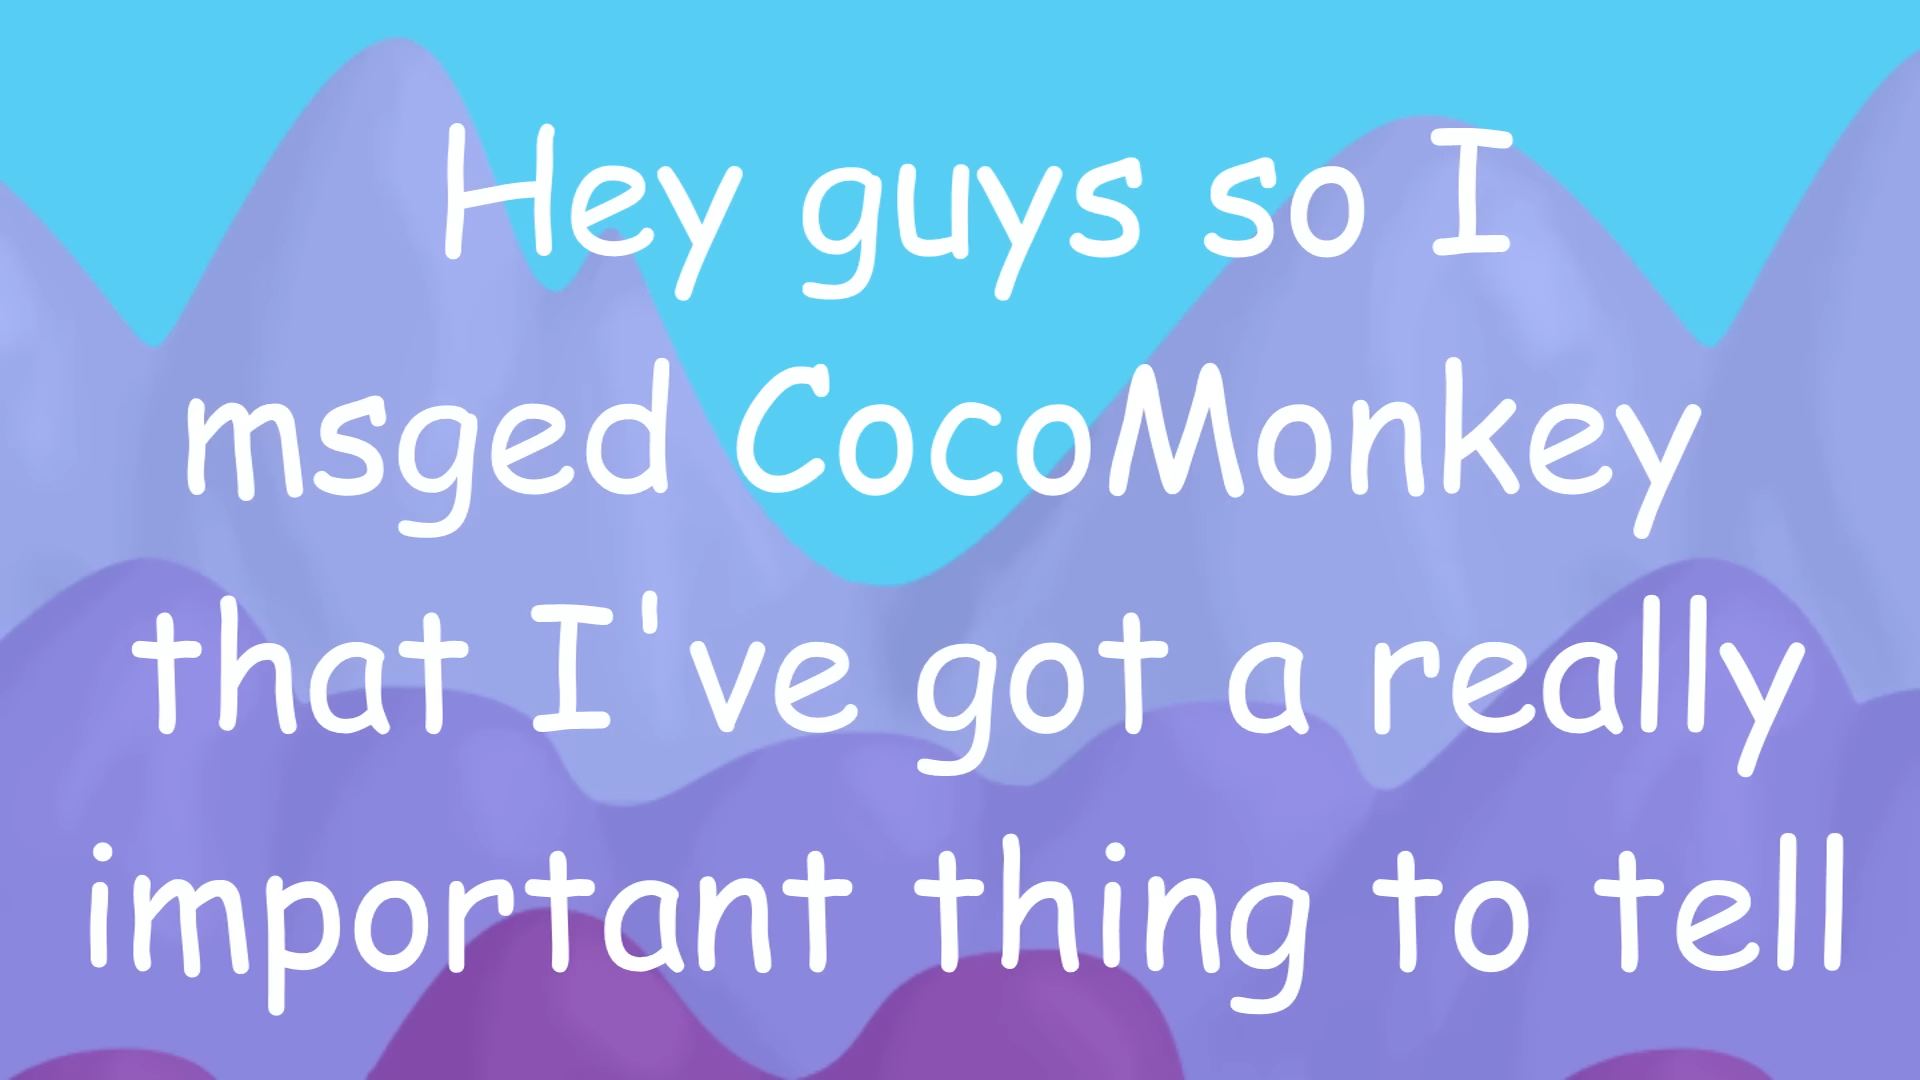 Hey guys so I
msged CocoMonkey
that I've got a really
important thing to tell